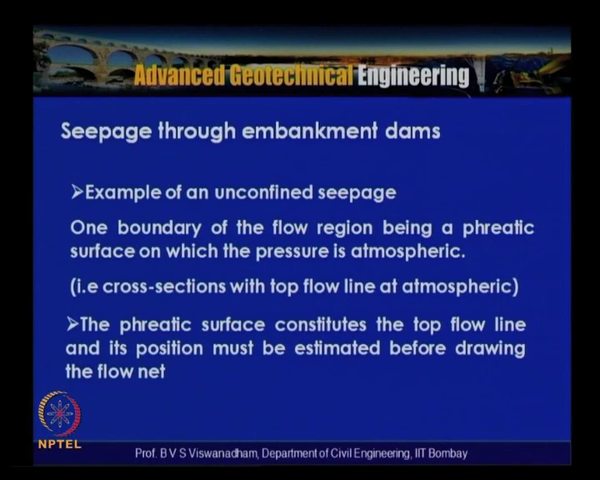 Advanced Geotechnical Engineering
Seepage through embankment dams
➢Example of an unconfined seepage
One boundary of the flow region being a phreatic
surface on which the pressure is atmospheric.
(i.e cross-sections with top flow line at atmospheric)
➢The phreatic surface constitutes the top flow line
and its position must be estimated before drawing
the flow net
NPTEL
Prof. B V S Viswanadham, Department of Civil Engineering, IIT Bombay